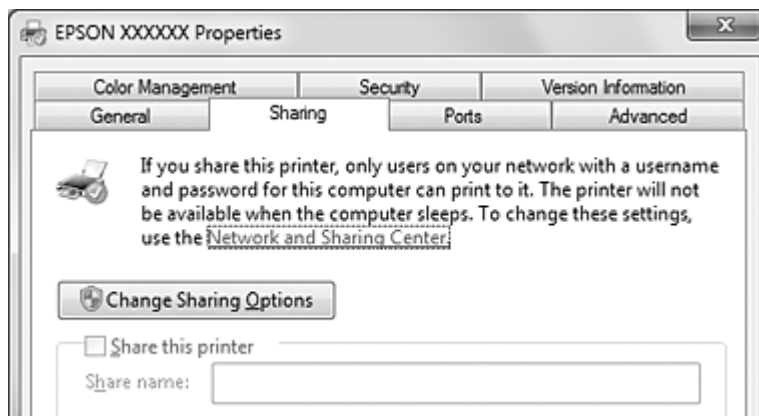 EPSON XXXXXX Properties
Color Management Security Version Information
General Sharing Ports Advanced
If you share this printer, only users on your network with a username
and password for this computer can print to it. The printer will not
be available when the computer sleeps. To change these settings,
use the Network and Sharing Center.
Change Sharing Options
Share this printer
Share name: